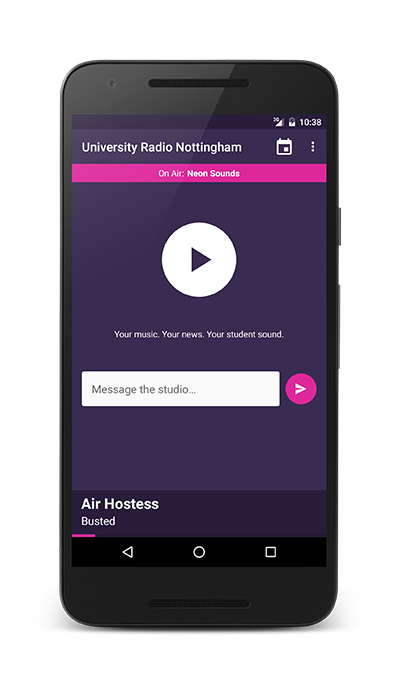 3G 10:38
University Radio Nottingham
On Air: Neon Sounds
Your music. Your news. Your student sound.
Message the studio...
Air Hostess
Busted